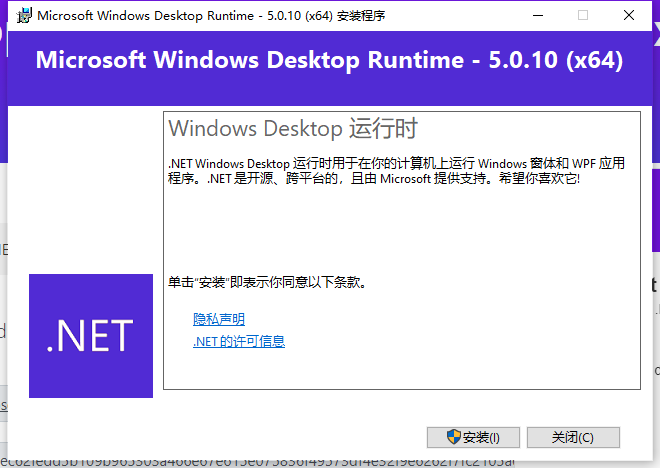 Microsoft Windows Desktop Runtime - 5.0.10 (x64) 安装程序
Microsoft Windows Desktop Runtime - 5.0.10 (x64)
Windows Desktop 运行时
.NET Windows Desktop 运行时用于在你的计算机上运行 Windows 窗体和 WPF 应用
程序。.NET 是开源、跨平台的，且由 Microsoft 提供支持。希望你喜欢它!
单击“安装”即表示你同意以下条款。
隐私声明
.NET 的许可信息
.NET
安装(I)
关闭(C)